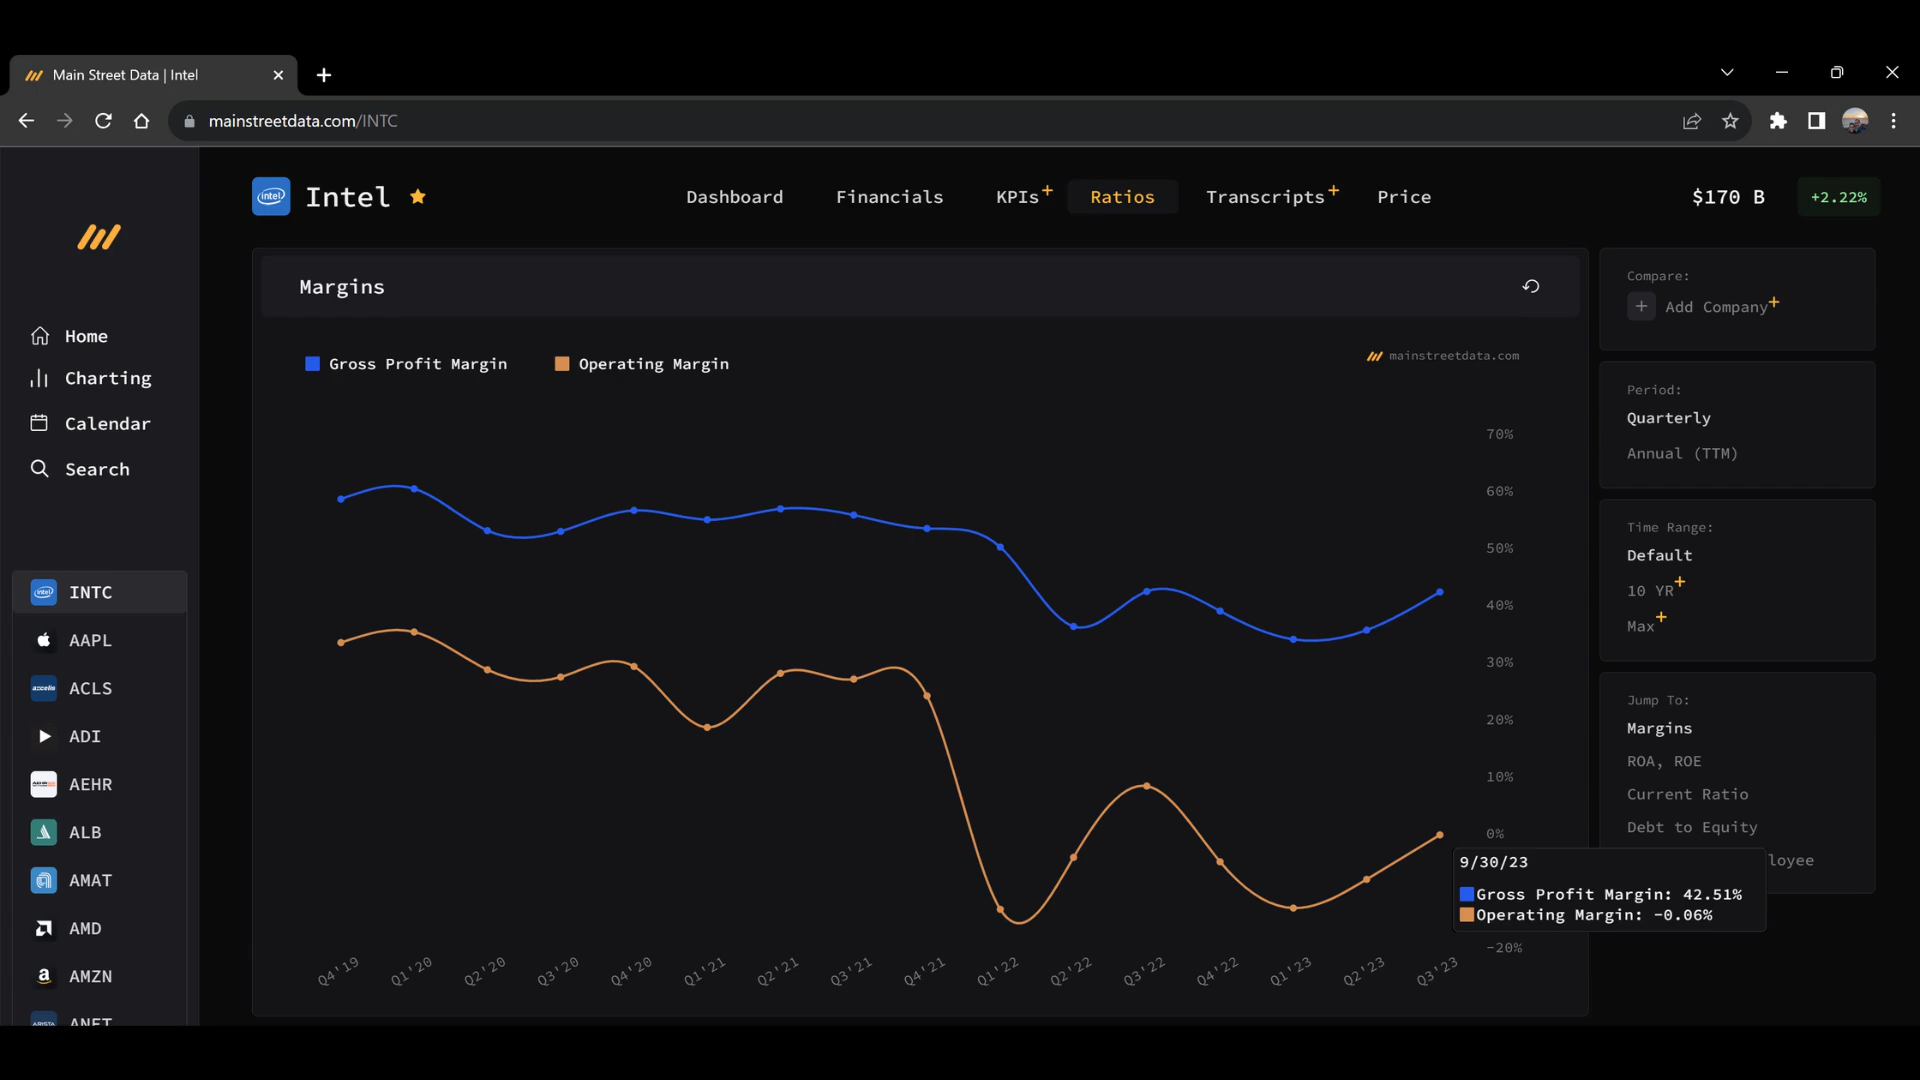 Main Street Data | Intel
mainstreetdata.com/INTC
intel
Intel
Dashboard
Financials
KPIs+
Ratios
Transcripts+
Price
$170 B
+2.22%
Home
Charting
Calendar
Search
INTC
AAPL
ACLS
ADI
AEHR
ALB
AMAT
AMD
AMZN
ANET
Margins
Gross Profit Margin
Operating Margin
mainstreetdata.com
70%
60%
50%
40%
30%
20%
10%
0%
-20%
Q4'19
Q1'20
Q2'20
Q3'20
Q4'20
Q1'21
Q2'21
Q3'21
Q4'21
Q1'22
Q2'22
Q3'22
Q4'22
Q1'23
Q2'23
Q3'23
9/30/23
Gross Profit Margin: 42.51%
Operating Margin: -0.06%
Compare:
+ Add Company+
Period:
Quarterly
Annual (TTM)
Time Range:
Default
10 YR+
Max+
Jump To:
Margins
ROA, ROE
Current Ratio
Debt to Equity
loyee